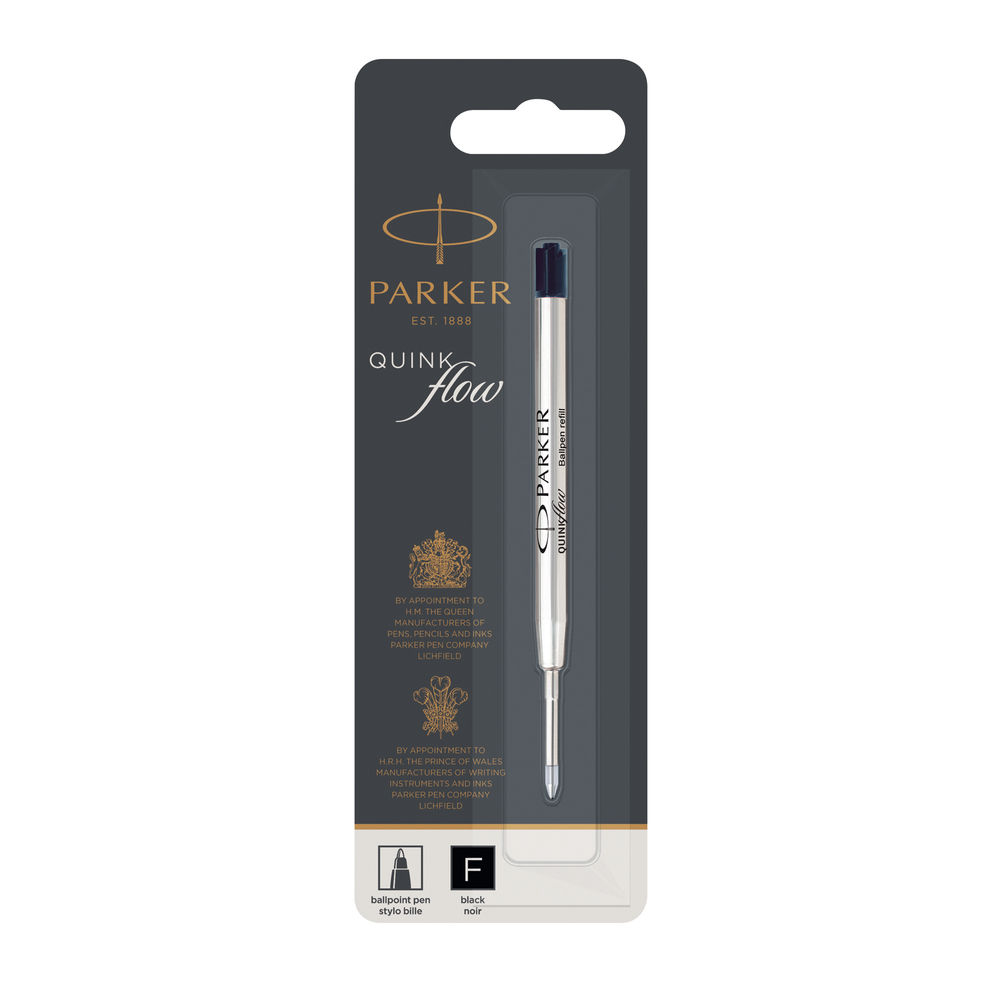 PARKER
EST. 1888
QUINK
flow
PARKER
QUINKflow Ballpen refill
BY APPOINTMENT TO
H.M. THE QUEEN
MANUFACTURERS OF
PENS, PENCILS AND INKS
PARKER PEN COMPANY
LICHFIELD
BY APPOINTMENT TO
H.R.H. THE PRINCE OF WALES
MANUFACTURERS OF WRITING
INSTRUMENTS AND INKS
PARKER PEN COMPANY
LICHFIELD
F
ballpoint pen
stylo bille
black
noir